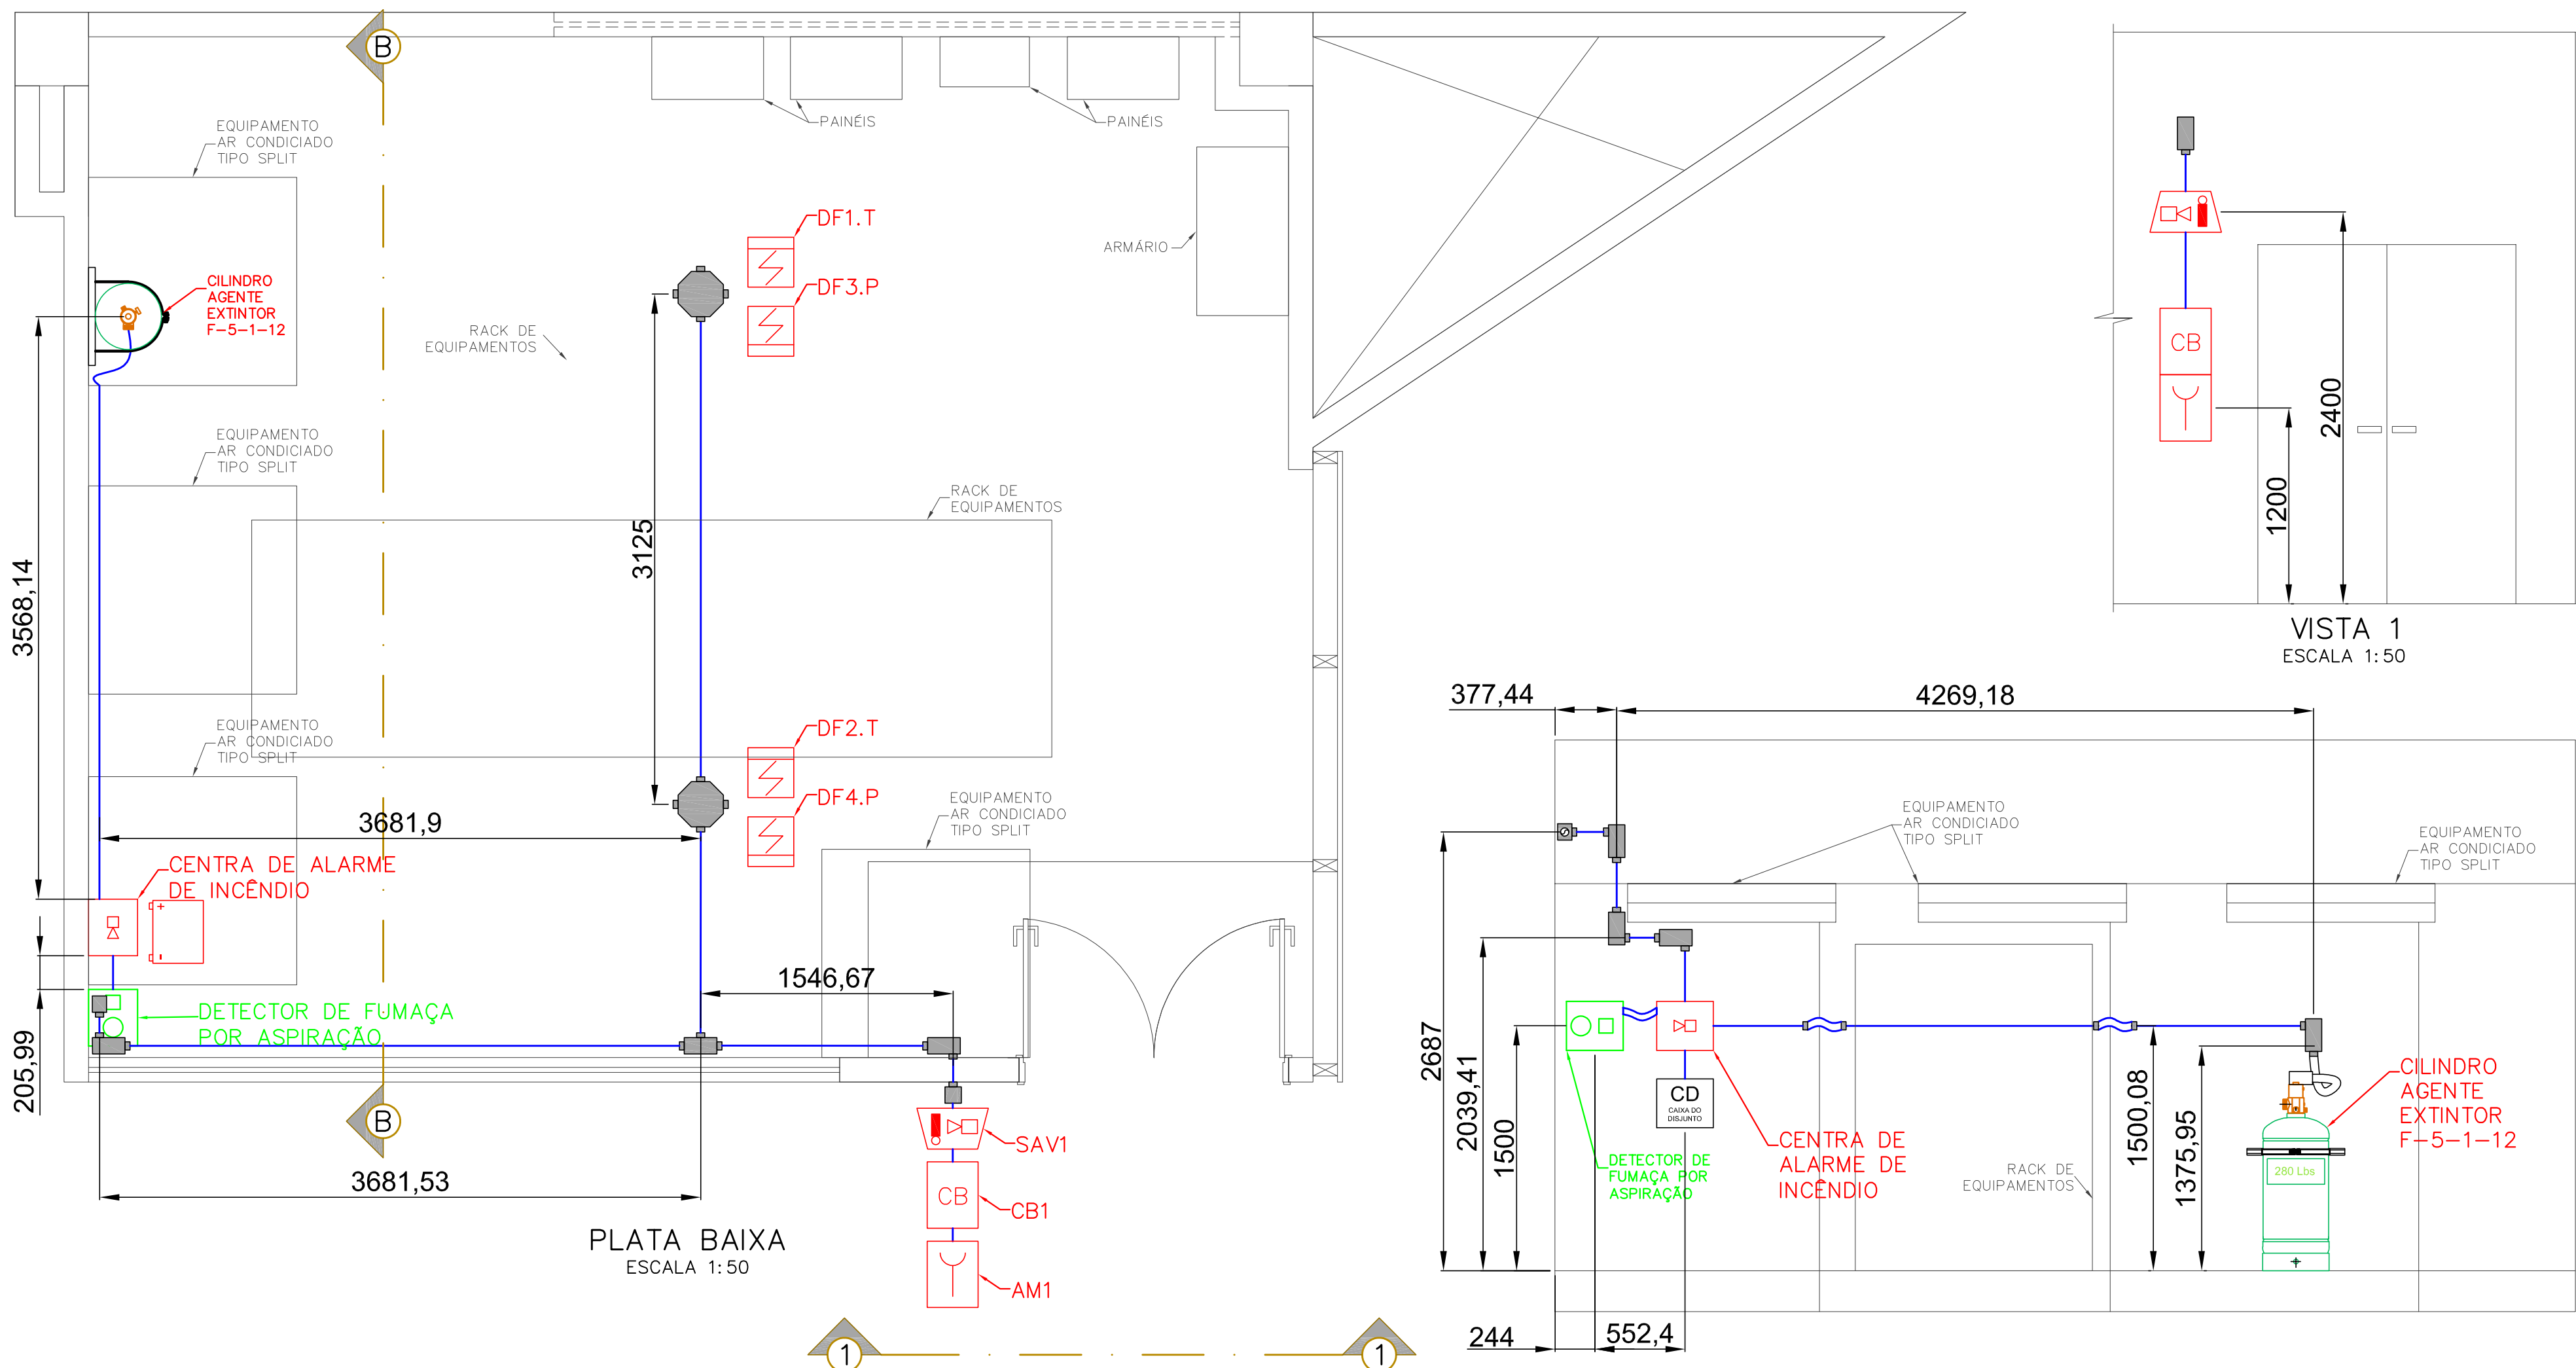 B
EQUIPAMENTO
AR CONDICIADO
TIPO SPLIT
PAINÉIS
PAINÉIS
ARMÁRIO
DF1.T
DF3.P
CILINDRO
AGENTE
EXTINTOR
F-5-1-12
RACK DE
EQUIPAMENTOS
3568,14
EQUIPAMENTO
AR CONDICIADO
TIPO SPLIT
3125
RACK DE
EQUIPAMENTOS
EQUIPAMENTO
AR CONDICIADO
TIPO SPLIT
DF2.T
DF4.P
EQUIPAMENTO
AR CONDICIADO
TIPO SPLIT
3681,9
CENTRA DE ALARME
DE INCÊNDIO
+
-
1546,67
DETECTOR DE FUMAÇA
POR ASPIRAÇÃO
205,99
B
3681,53
SAV1
CB
CB1
AM1
PLATA BAIXA
ESCALA 1:50
1
1
CB
2400
1200
VISTA 1
ESCALA 1:50
377,44
4269,18
EQUIPAMENTO
AR CONDICIADO
TIPO SPLIT
EQUIPAMENTO
AR CONDICIADO
TIPO SPLIT
2687
2039,41
1500
CD
CAIXA DO
DISJUNTO
DETECTOR DE
FUMAÇA POR
ASPIRAÇÃO
CENTRA DE
ALARME DE
INCÊNDIO
RACK DE
EQUIPAMENTOS
1500,08
1375,95
280 Lbs
CILINDRO
AGENTE
EXTINTOR
F-5-1-12
244
552,4